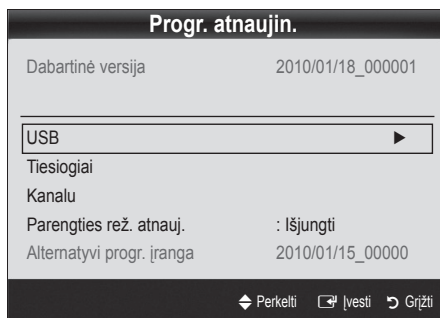 Progr. atnaujin.
Dabartinė versija 2010/01/18_000001
USB ►
Tiesiogiai
Kanalu
Parengties rež. atnauj. : Išjungti
Alternatyvi progr. įranga 2010/01/15_00000
Perkelti Įvesti Grįžti